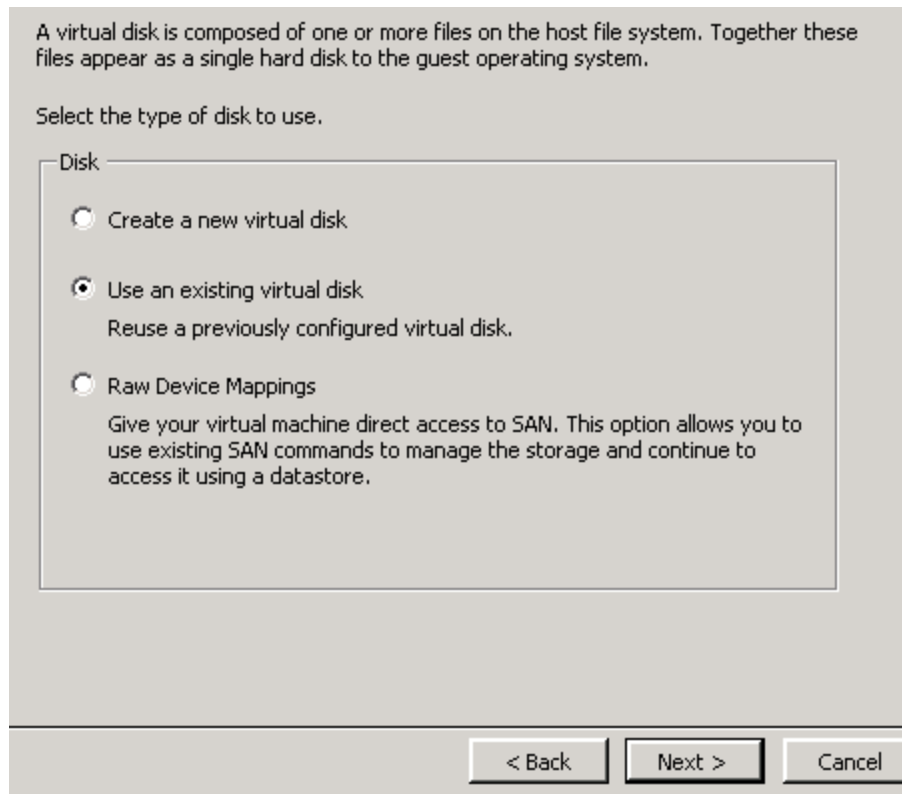 A virtual disk is composed of one or more files on the host file system. Together these
files appear as a single hard disk to the guest operating system.
Select the type of disk to use.
Disk
Create a new virtual disk
Use an existing virtual disk
Reuse a previously configured virtual disk.
Raw Device Mappings
Give your virtual machine direct access to SAN. This option allows you to
use existing SAN commands to manage the storage and continue to
access it using a datastore.
< Back Next > Cancel